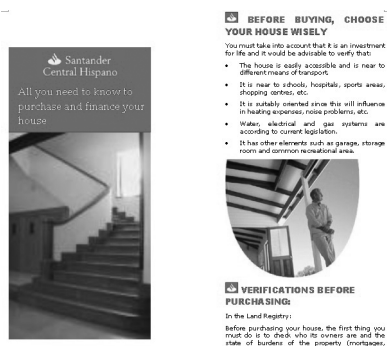 Santander
Central Hispano
All you need to know to
purchase and finance your
house
BEFORE BUYING, CHOOSE
YOUR HOUSE WISELY
You must take into account that it is an investment
for life and it would be advisable to verify that:
• The house is easily accessible and is near to
different means of transport.
• It is near to schools, hospitals, sports areas,
shopping centres, etc.
• It is suitably oriented since this will influence
in heating expenses, noise problems, etc.
• Water, electrical and gas systems are
according to current legislation.
• It has other elements such as garage, storage
room and common recreational area.
VERIFICATIONS BEFORE
PURCHASING:
In the Land Registry:
Before purchasing your house, the first thing you
must do is to check who its owners are and the
state of burdens of the property (mortgages,